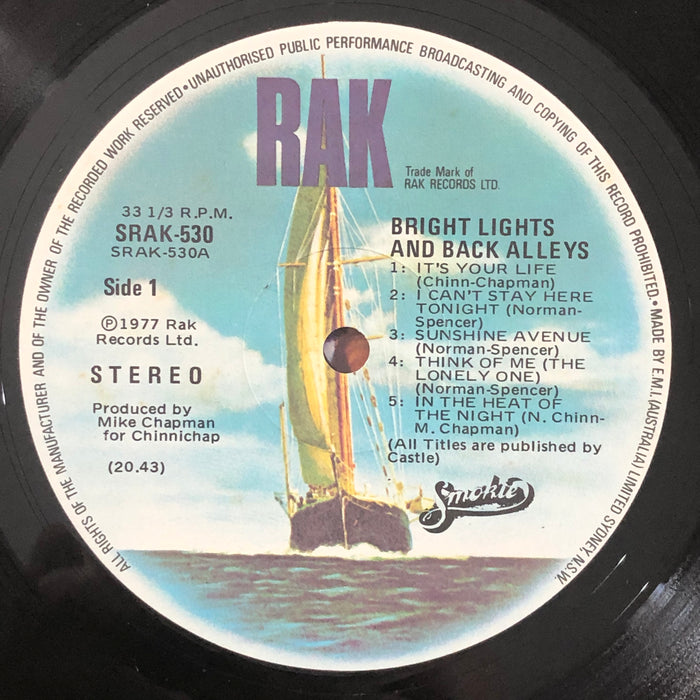 ALL RIGHTS OF THE MANUFACTURER AND OF THE OWNER OF THE RECORDED WORK RESERVED•UNAUTHORISED PUBLIC PERFORMANCE BROADCASTING AND COPYING OF THIS RECORD PROHIBITED.•MADE BY E.M.I. (AUSTRALIA) LIMITED SYDNEY, N.S.W.
RAK
Trade Mark of
RAK RECORDS LTD.
33 1/3 R.P.M.
SRAK-530
SRAK-530A
Side 1
Ⓟ1977 Rak
Records Ltd.
STEREO
Produced by
Mike Chapman
for Chinnichap
(20.43)
BRIGHT LIGHTS
AND BACK ALLEYS
1: IT'S YOUR LIFE
(Chinn-Chapman)
2: I CAN'T STAY HERE
TONIGHT (Norman-
Spencer)
3: SUNSHINE AVENUE
(Norman-Spencer)
4: THINK OF ME (THE
LONELY ONE)
(Norman-Spencer)
5: IN THE HEAT OF
THE NIGHT (N. Chinn-
M. Chapman)
(All Titles are published by
Castle)
Smokie